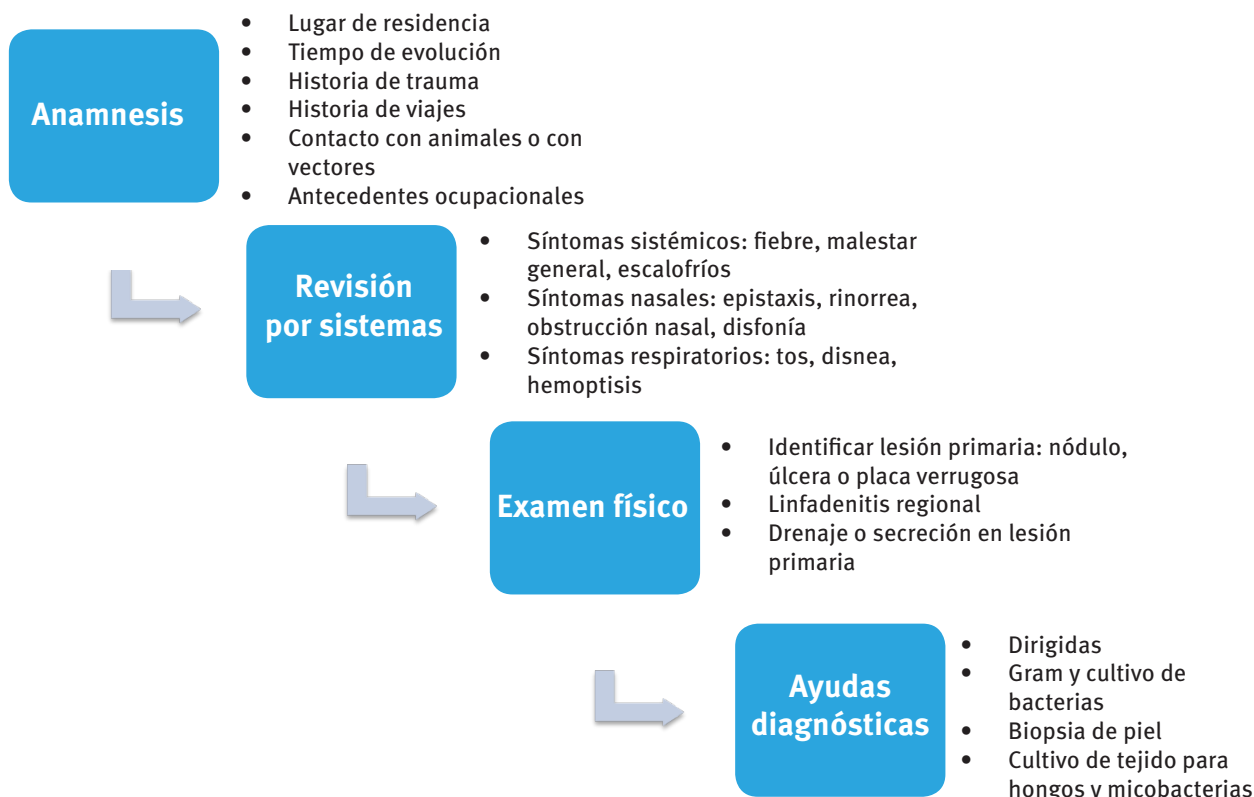 Anamnesis
• Lugar de residencia
• Tiempo de evolución
• Historia de trauma
• Historia de viajes
• Contacto con animales o con
vectores
• Antecedentes ocupacionales
Revisión
por sistemas
• Síntomas sistémicos: fiebre, malestar
general, escalofríos
• Síntomas nasales: epistaxis, rinorrea,
obstrucción nasal, disfonía
• Síntomas respiratorios: tos, disnea,
hemoptisis
Examen físico
• Identificar lesión primaria: nódulo,
úlcera o placa verrugosa
• Linfadenitis regional
• Drenaje o secreción en lesión
primaria
Ayudas
diagnósticas
• Dirigidas
• Gram y cultivo de
bacterias
• Biopsia de piel
• Cultivo de tejido para
hongos y micobacterias